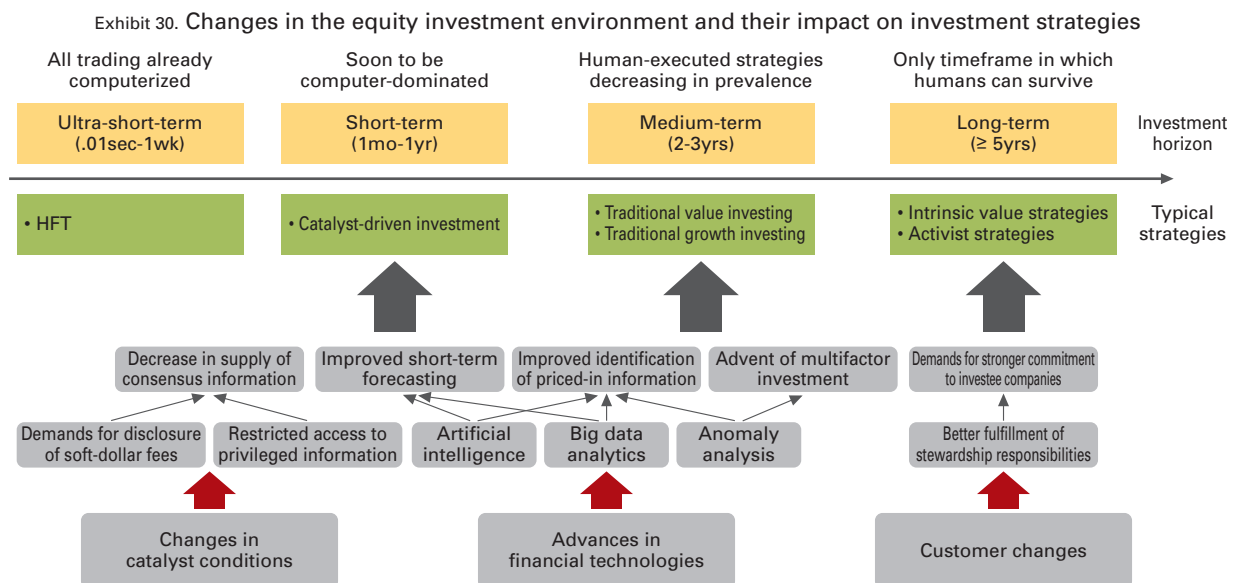 Exhibit 30. Changes in the equity investment environment and their impact on investment strategies
All trading already
computerized
Soon to be
computer-dominated
Human-executed strategies
decreasing in prevalence
Only timeframe in which
humans can survive
Ultra-short-term
(.01sec-1wk)
Short-term
(1mo-1yr)
Medium-term
(2-3yrs)
Long-term
(≥ 5yrs)
Investment
horizon
• HFT
• Catalyst-driven investment
• Traditional value investing
• Traditional growth investing
• Intrinsic value strategies
• Activist strategies
Typical
strategies
Decrease in supply of
consensus information
Improved short-term
forecasting
Improved identification
of priced-in information
Advent of multifactor
investment
Demands for stronger commitment
to investee companies
Demands for disclosure
of soft-dollar fees
Restricted access to
privileged information
Artificial
intelligence
Big data
analytics
Anomaly
analysis
Better fulfillment of
stewardship responsibilities
Changes in
catalyst conditions
Advances in
financial technologies
Customer changes